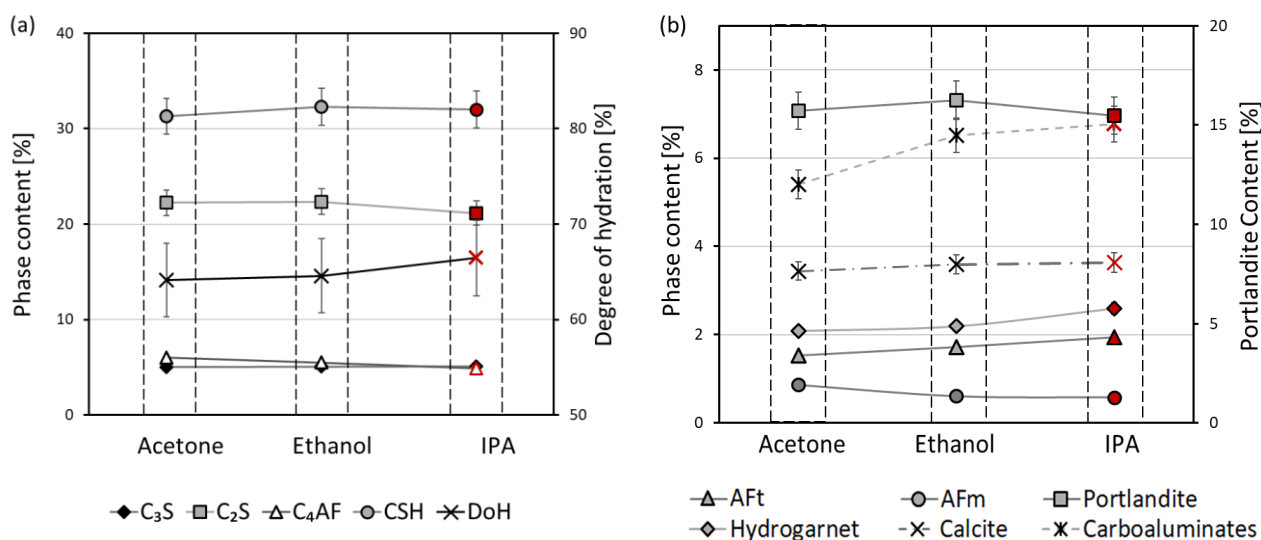 (a)
40
30
20
10
0
Phase content [%]
90
80
70
60
50
Degree of hydration [%]
Acetone Ethanol IPA
C₃S C₂S C₄AF CSH DoH
(b)
8
6
4
2
0
Phase content [%]
20
15
10
5
0
Portlandite Content [%]
Acetone Ethanol IPA
AFt AFm Portlandite
Hydrogarnet Calcite Carboaluminates